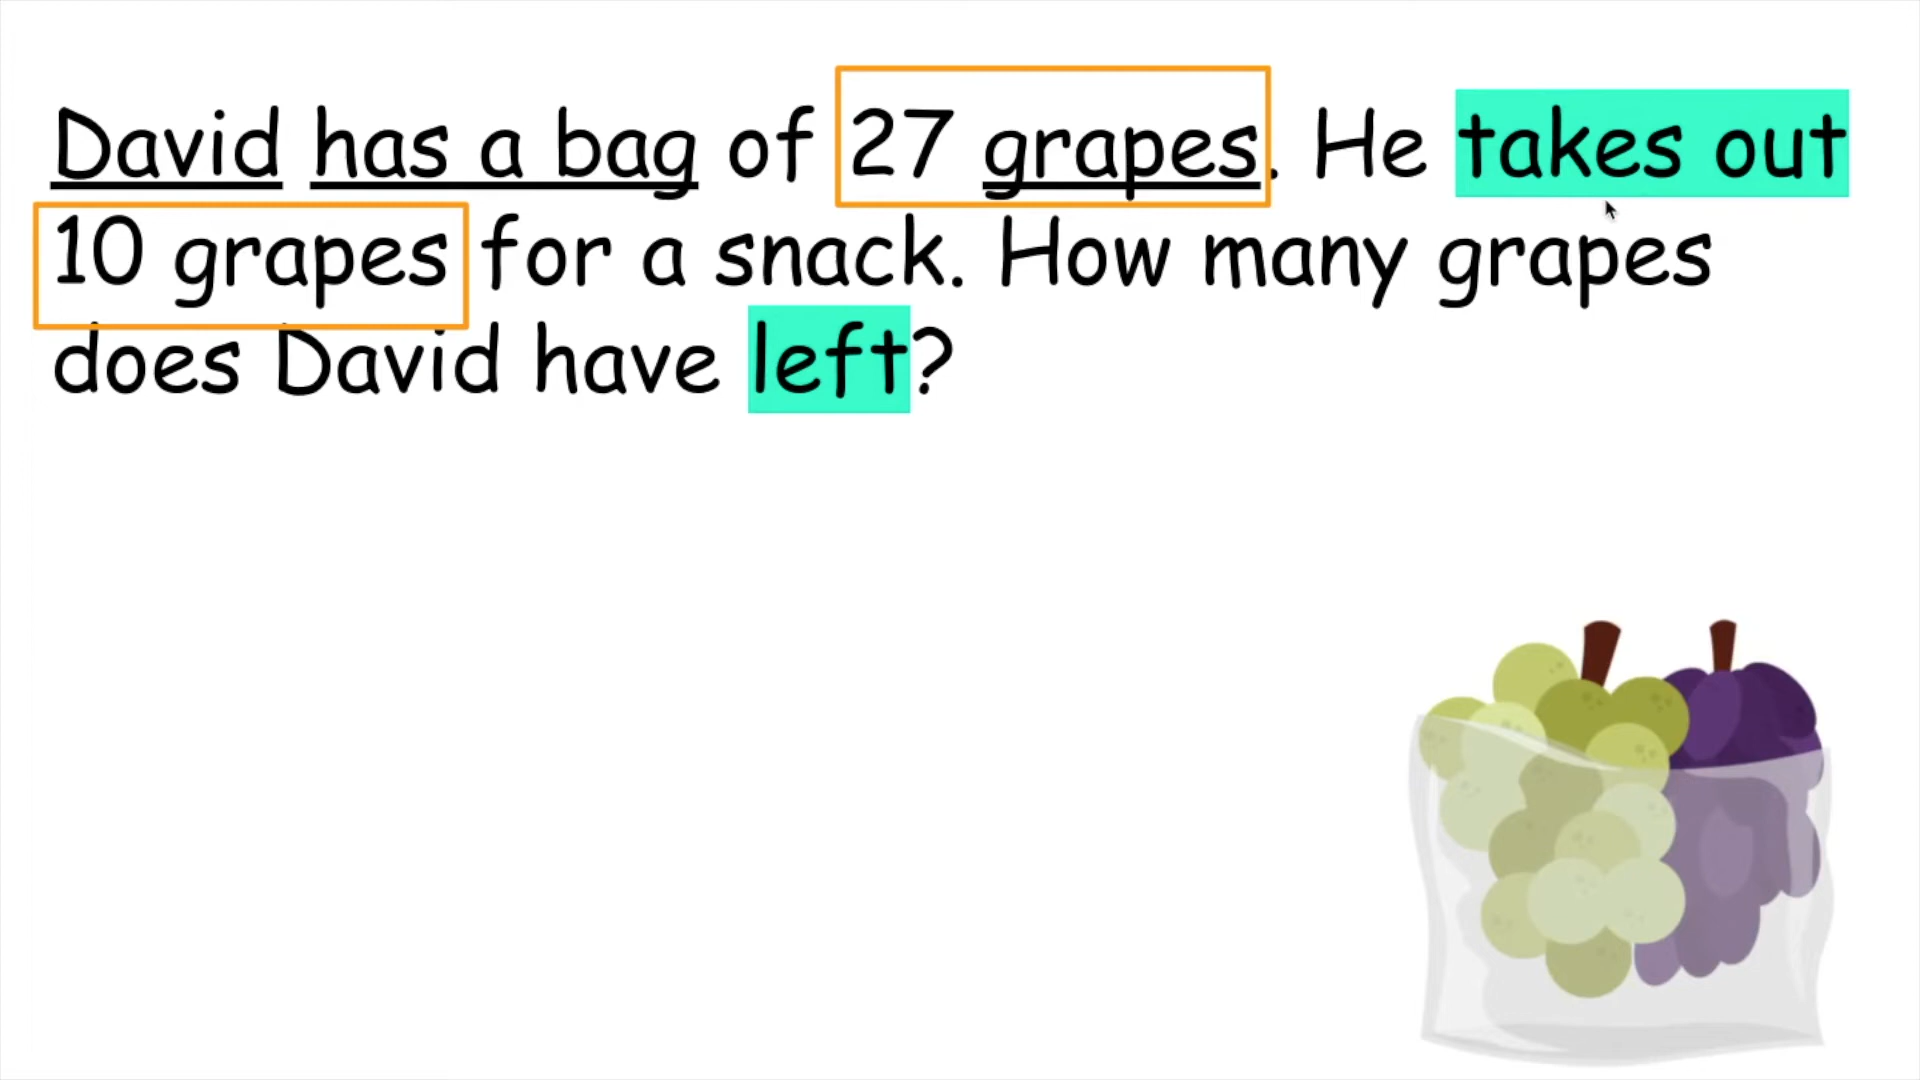 David has a bag of 27 grapes. He takes out
10 grapes for a snack. How many grapes
does David have left?